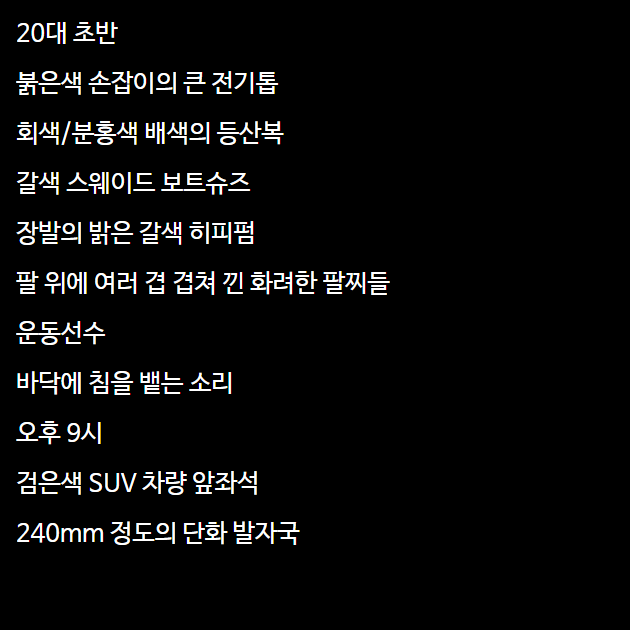 20대 초반
붉은색 손잡이의 큰 전기톱
회색/분홍색 배색의 등산복
갈색 스웨이드 보트슈즈
장발의 밝은 갈색 히피펌
팔 위에 여러 겹 겹쳐 낀 화려한 팔찌들
운동선수
바닥에 침을 뱉는 소리
오후 9시
검은색 SUV 차량 앞좌석
240mm 정도의 단화 발자국